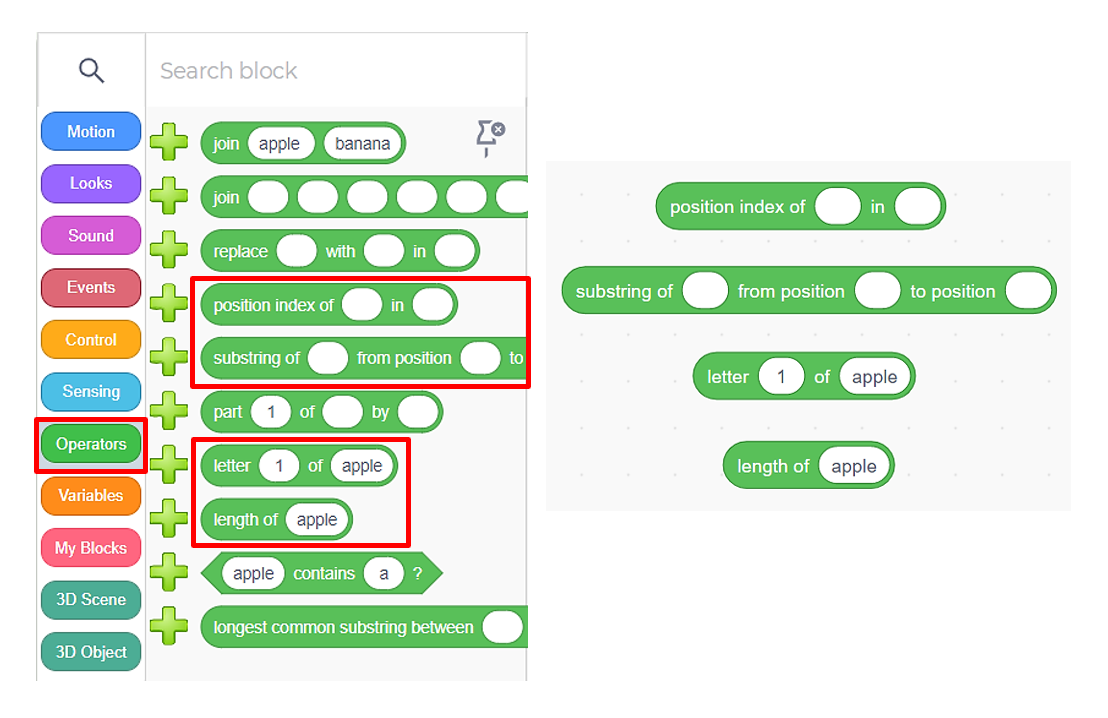 Search block
Motion
Looks
Sound
Events
Control
Sensing
Operators
Variables
My Blocks
3D Scene
3D Object
join apple banana
join
replace with in
position index of in
substring of from position to
part 1 of by
letter 1 of apple
length of apple
apple contains a ?
longest common substring between
position index of in
substring of from position to position
letter 1 of apple
length of apple